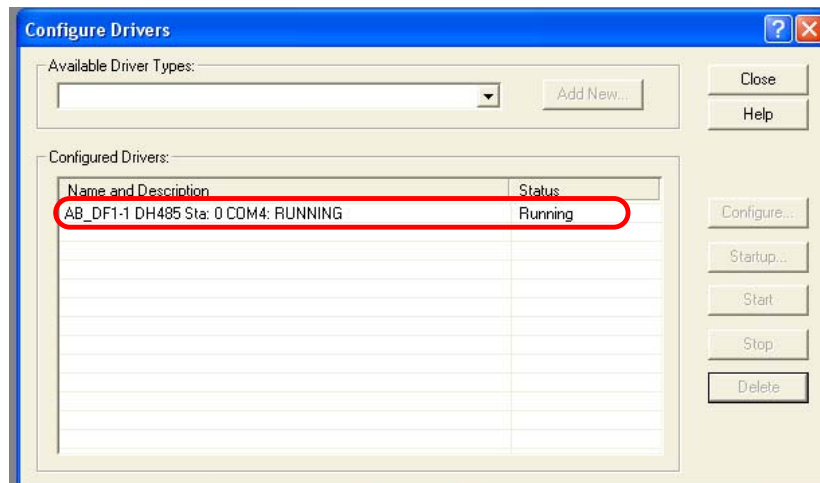 Configure Drivers
Available Driver Types:
Add New...
Close
Help
Configured Drivers:
Name and Description Status
AB_DF1-1 DH485 Sta: 0 COM4: RUNNING Running
Configure...
Startup...
Start
Stop
Delete